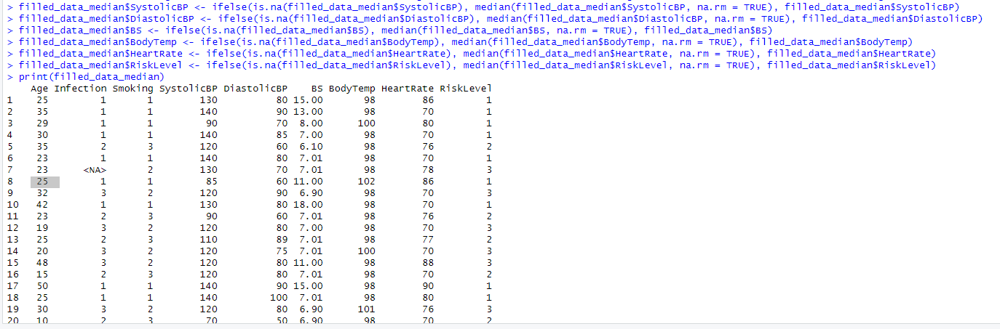 > filled_data_median$SystolicBP <- ifelse(is.na(filled_data_median$SystolicBP), median(filled_data_median$SystolicBP, na.rm = TRUE), filled_data_median$SystolicBP)
> filled_data_median$DiastolicBP <- ifelse(is.na(filled_data_median$DiastolicBP), median(filled_data_median$DiastolicBP, na.rm = TRUE), filled_data_median$DiastolicBP)
> filled_data_median$BS <- ifelse(is.na(filled_data_median$BS), median(filled_data_median$BS, na.rm = TRUE), filled_data_median$BS)
> filled_data_median$BodyTemp <- ifelse(is.na(filled_data_median$BodyTemp), median(filled_data_median$BodyTemp, na.rm = TRUE), filled_data_median$BodyTemp)
> filled_data_median$HeartRate <- ifelse(is.na(filled_data_median$HeartRate), median(filled_data_median$HeartRate, na.rm = TRUE), filled_data_median$HeartRate)
> filled_data_median$RiskLevel <- ifelse(is.na(filled_data_median$RiskLevel), median(filled_data_median$RiskLevel, na.rm = TRUE), filled_data_median$RiskLevel)
> print(filled_data_median)
Age Infection Smoking SystolicBP DiastolicBP BS BodyTemp HeartRate RiskLevel
1 25 1 1 130 80 15.00 98 86 1
2 35 1 1 140 90 13.00 98 70 1
3 29 1 1 90 70 8.00 100 80 1
4 30 1 1 140 85 7.00 98 70 1
5 35 2 3 120 60 6.10 98 76 2
6 23 1 1 140 80 7.01 98 70 1
7 23 <NA> 2 130 70 7.01 98 78 3
8 25 1 1 85 60 11.00 102 86 1
9 32 3 2 120 90 6.90 98 70 3
10 42 1 1 130 80 18.00 98 70 1
11 23 2 3 90 60 7.01 98 76 2
12 19 3 2 120 80 7.00 98 70 3
13 25 2 3 110 89 7.01 98 77 2
14 20 3 2 120 75 7.01 100 70 3
15 48 3 2 120 80 11.00 98 88 3
16 15 2 3 120 80 7.01 98 70 2
17 50 1 1 140 90 15.00 98 90 1
18 25 1 1 140 100 7.01 98 80 1
19 30 3 2 120 80 6.90 101 76 3
20 10 2 3 70 50 6.90 98 70 2